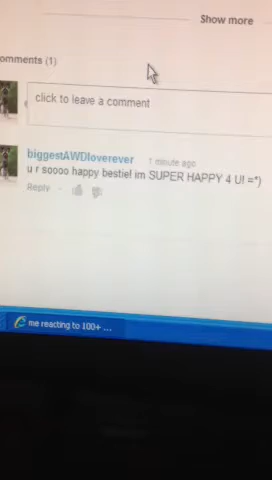 Show more
omments (1)
click to leave a comment
biggestAWDloverever 1 minute ago
u r soooo happy bestie! im SUPER HAPPY 4 U! =*)
Reply
me reacting to 100+ ...